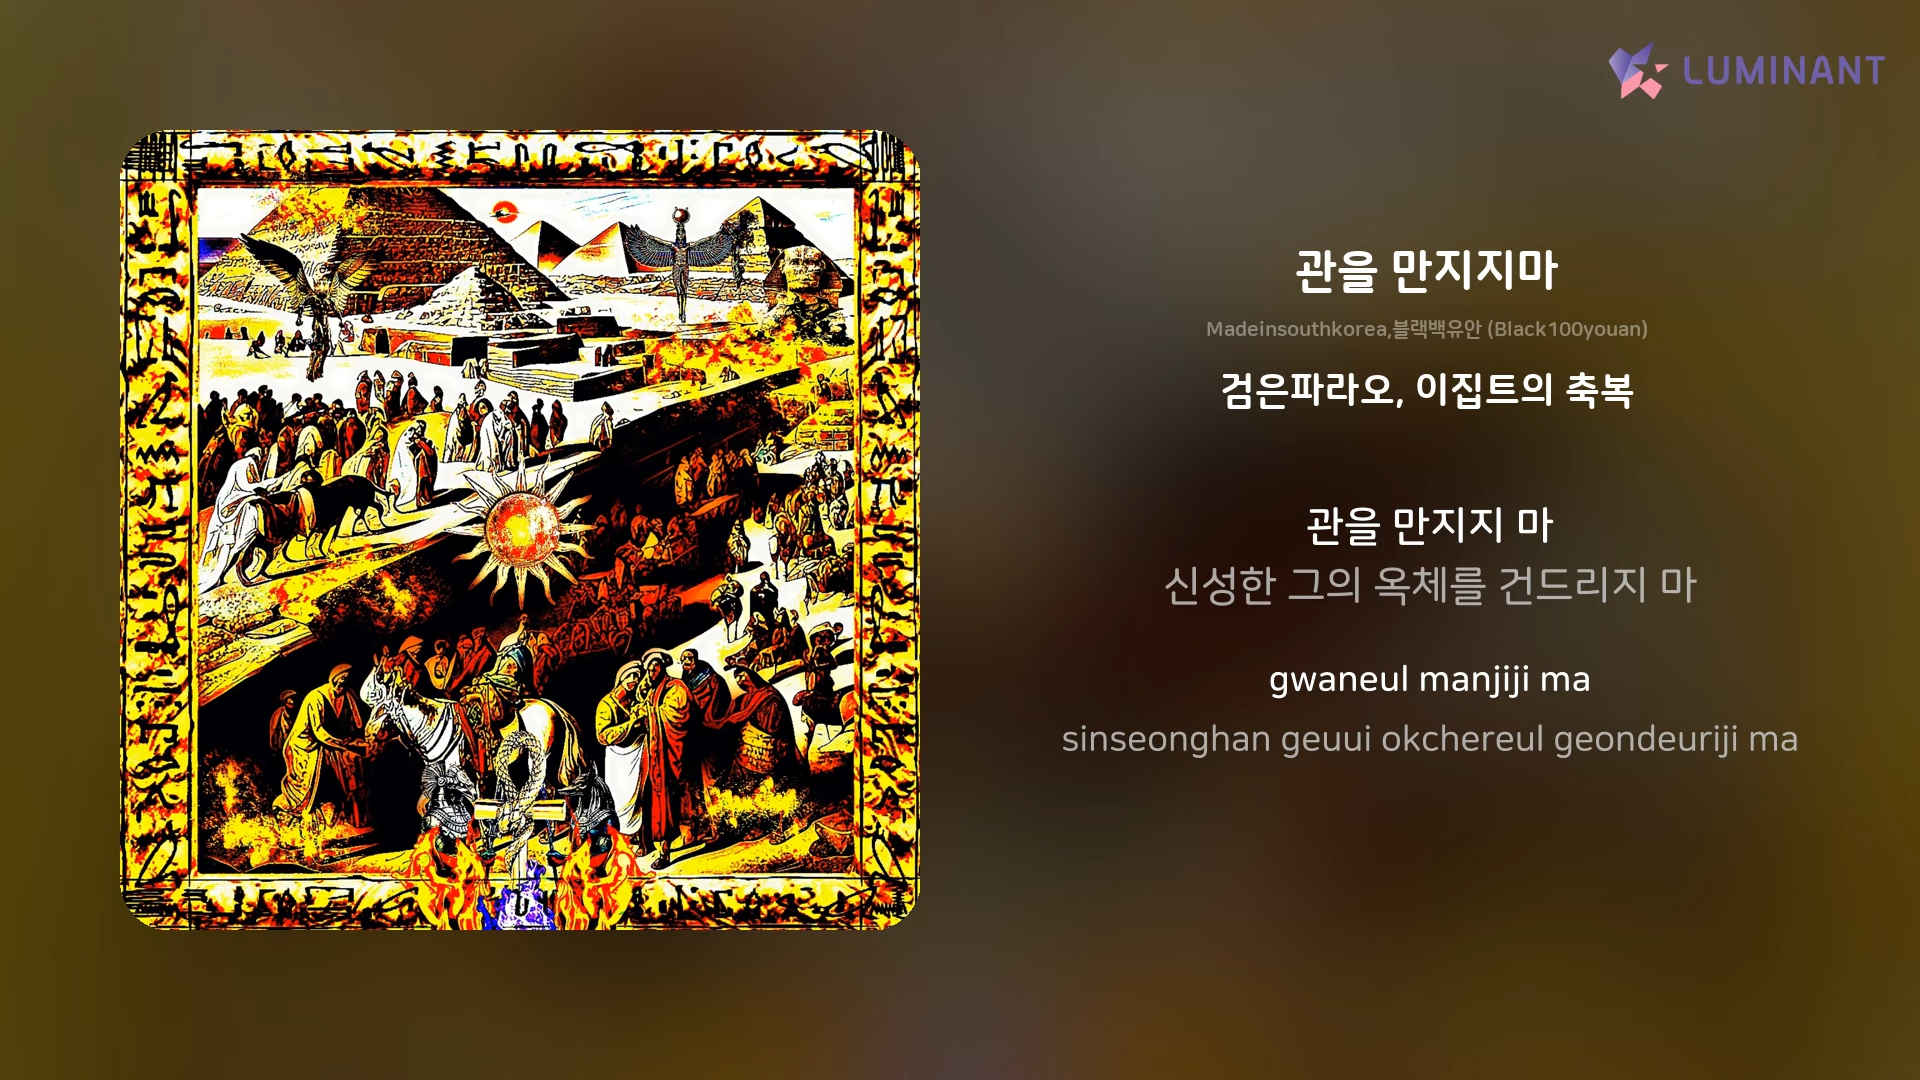 LUMINANT
관을 만지지마
Madeinsouthkorea,블랙백유안 (Black100youan)
검은파라오, 이집트의 축복
관을 만지지 마
신성한 그의 옥체를 건드리지 마
gwaneul manjiji ma
sinseonghan geuui okchereul geondeuriji ma